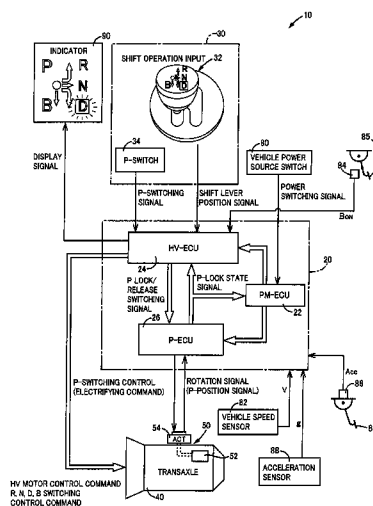 10
90
INDICATOR
P R
N
B D
30
SHIFT OPERATION INPUT
32
R
N
B D
34
P-SWITCH
80
VEHICLE POWER
SOURCE SWITCH
85
84
DISPLAY
SIGNAL
P-SWITCHING
SIGNAL
SHIFT LEVER
POSITION SIGNAL
POWER
SWITCHING SIGNAL
BON
HV-ECU
24
20
P LOCK/
RELEASE
SWITCHING
SIGNAL
P-LOCK STATE
SIGNAL
PM-ECU
22
26
P-ECU
P-SWITCHING CONTROL
(ELECTRIFYING COMMAND)
ROTATION SIGNAL
(P-POSITION SIGNAL)
V
g
Acc
86
82
VEHICLE SPEED
SENSOR
54
50
ACT
52
TRANSAXLE
40
88
ACCELERATION
SENSOR
HV MOTOR CONTROL COMMAND
R, N, D, B SWITCHING
CONTROL COMMAND